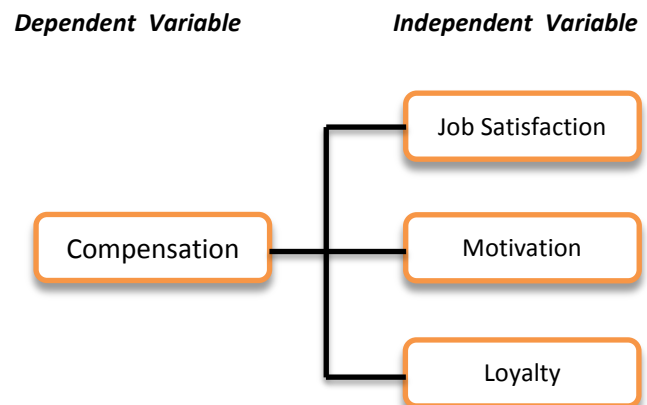 Dependent Variable
Independent Variable
Job Satisfaction
Compensation
Motivation
Loyalty